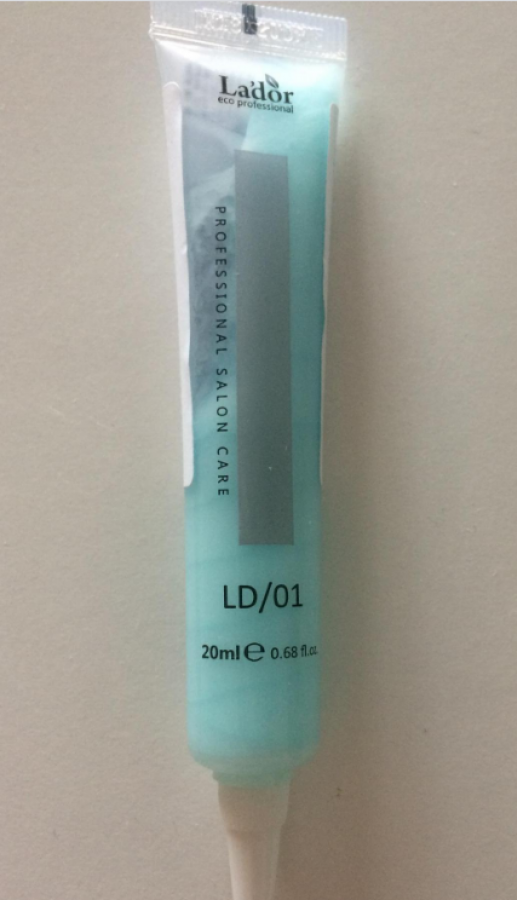 La'dor
eco professional
PROFESSIONAL SALON CARE
LD/01
20ml ℮ 0.68 fl.oz.